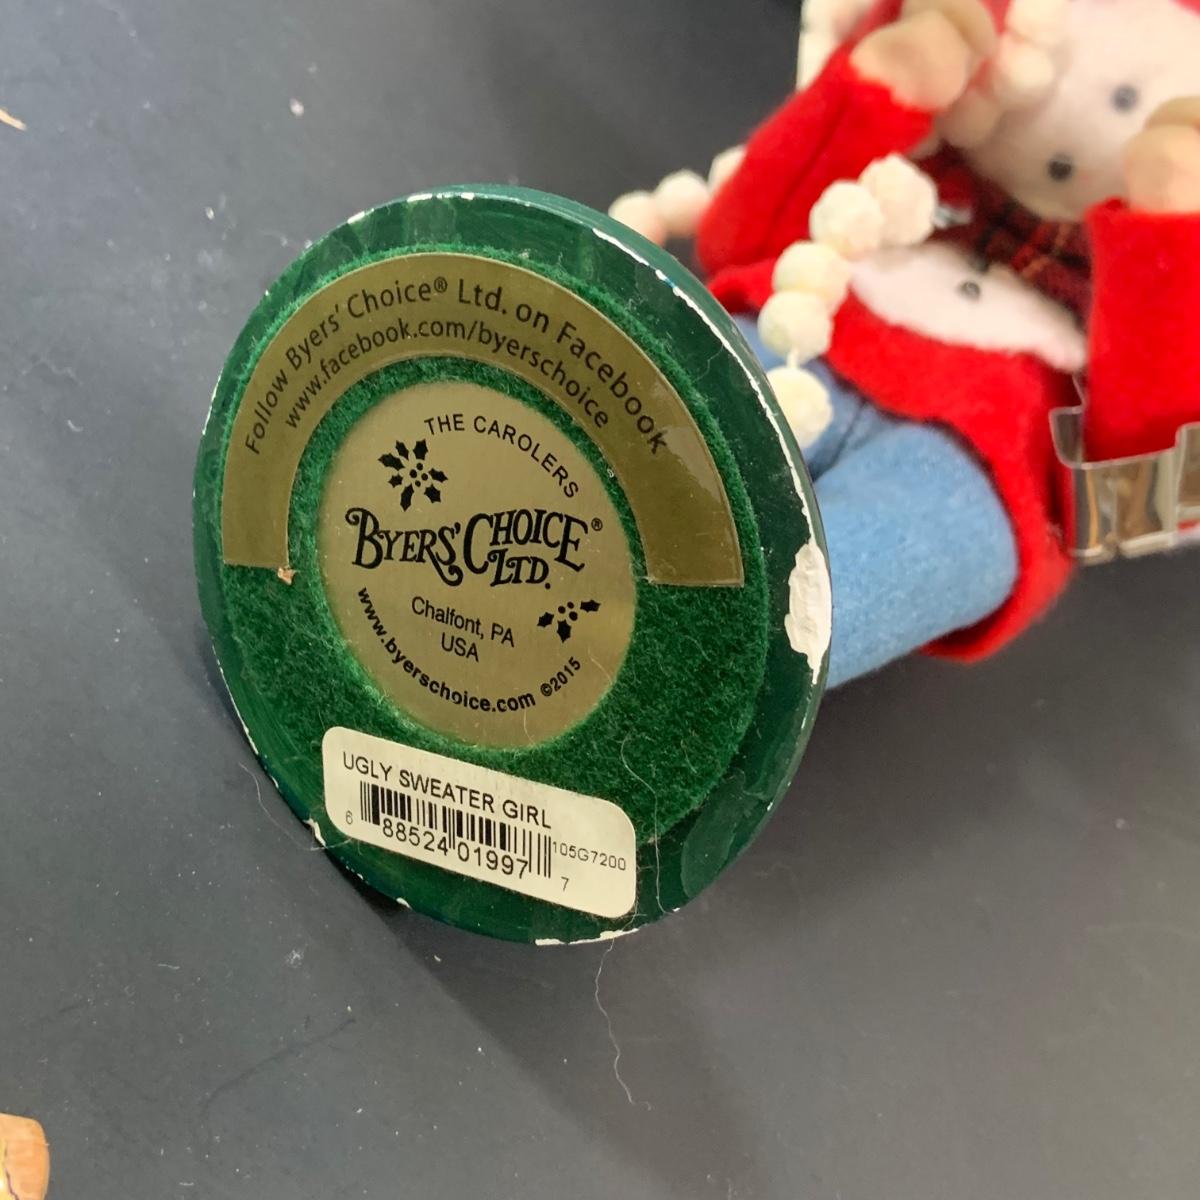 Follow Byers' Choice® Ltd. on Facebook
www.facebook.com/byerschoice
THE CAROLERS
BYERS' CHOICE®
LTD.
Chalfont, PA
USA
www.byerschoice.com ©2015
UGLY SWEATER GIRL
105G7200
6 88524 01997 7